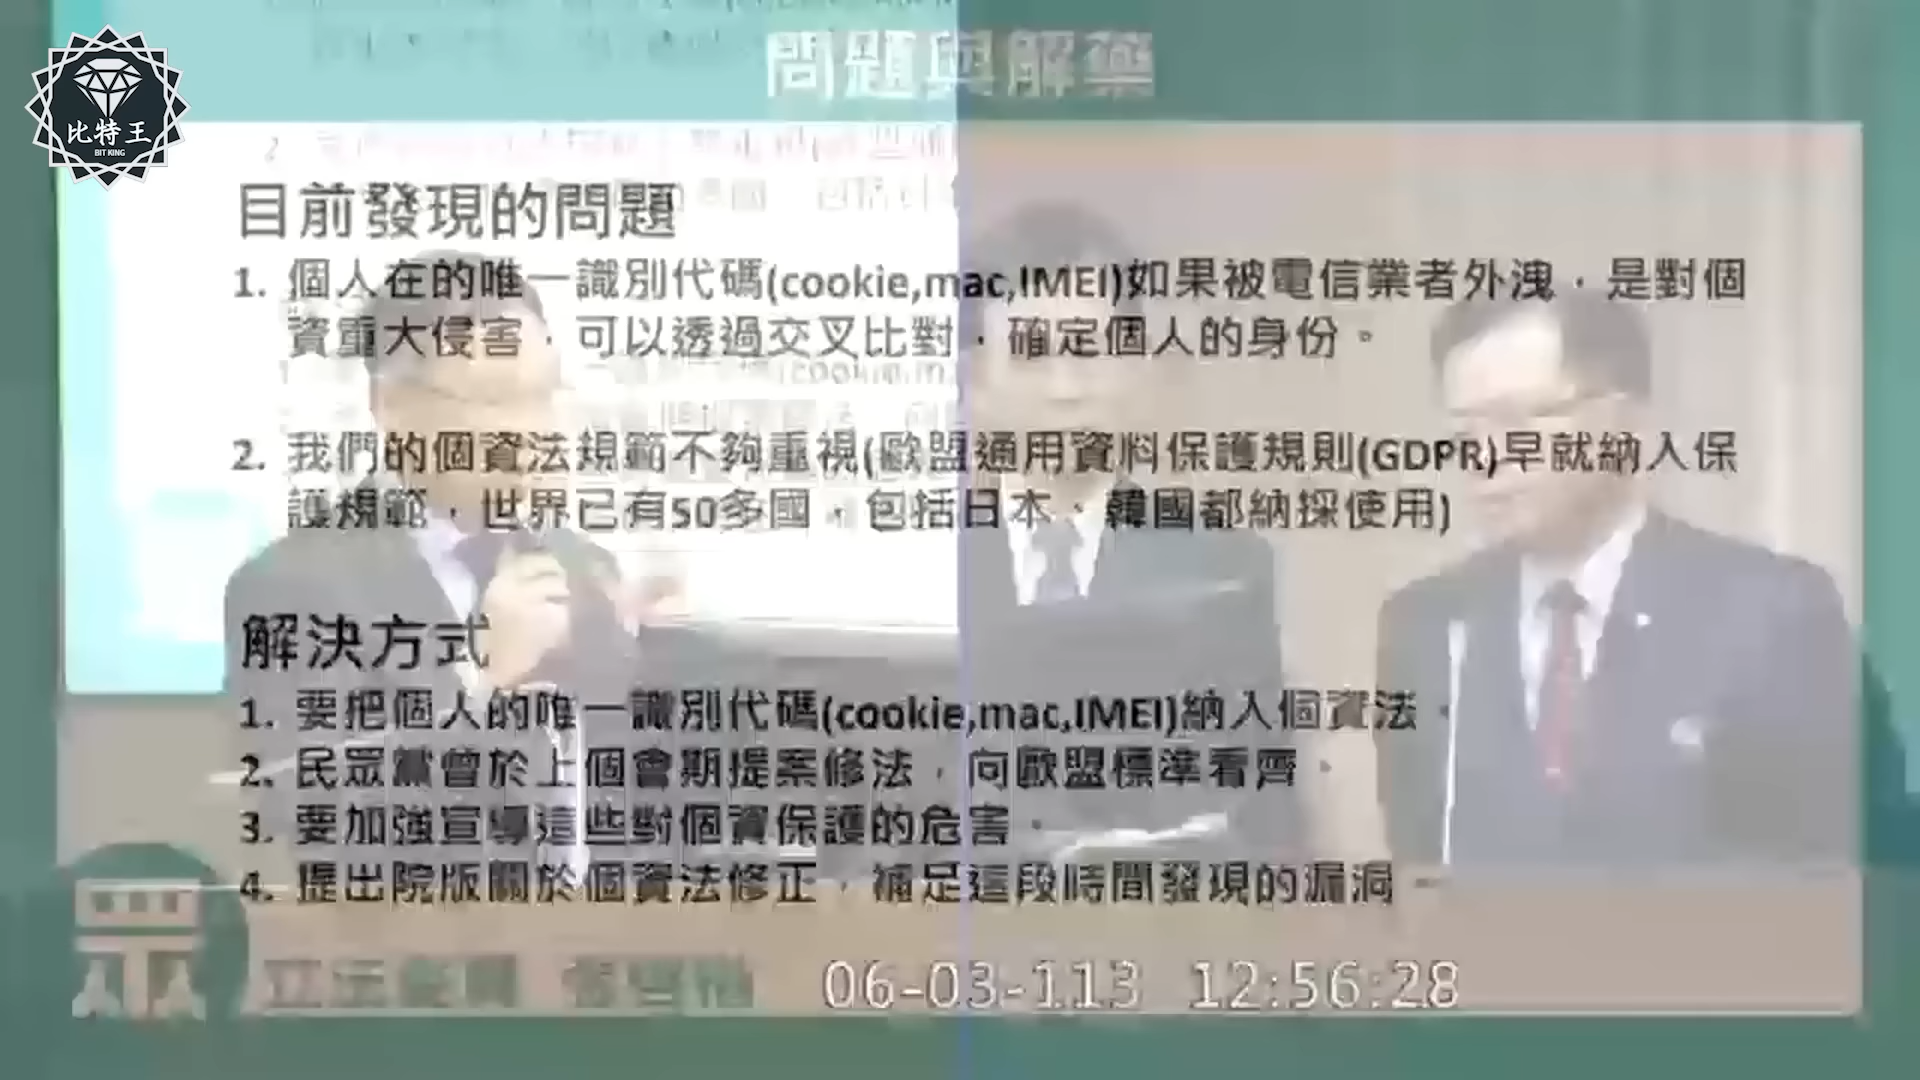 比特王
BIT KING
問題與解藥
目前發現的問題
1. 個人在的唯一識別代碼(cookie,mac,IMEI)如果被電信業者外洩，是對個
資重大侵害，可以透過交叉比對，確定個人的身份。
2. 我們的個資法規範不夠重視(歐盟通用資料保護規則(GDPR)早就納入保
護規範，世界已有50多國，包括日本、韓國都納採使用)
解決方式
1. 要把個人的唯一識別代碼(cookie,mac,IMEI)納入個資法。
2. 民眾黨曾於上個會期提案修法，向歐盟標準看齊。
3. 要加強宣導這些對個資保護的危害。
4. 提出院版關於個資法修正，補足這段時間發現的漏洞。
眾
立法委員
06-03-113 12:56:28